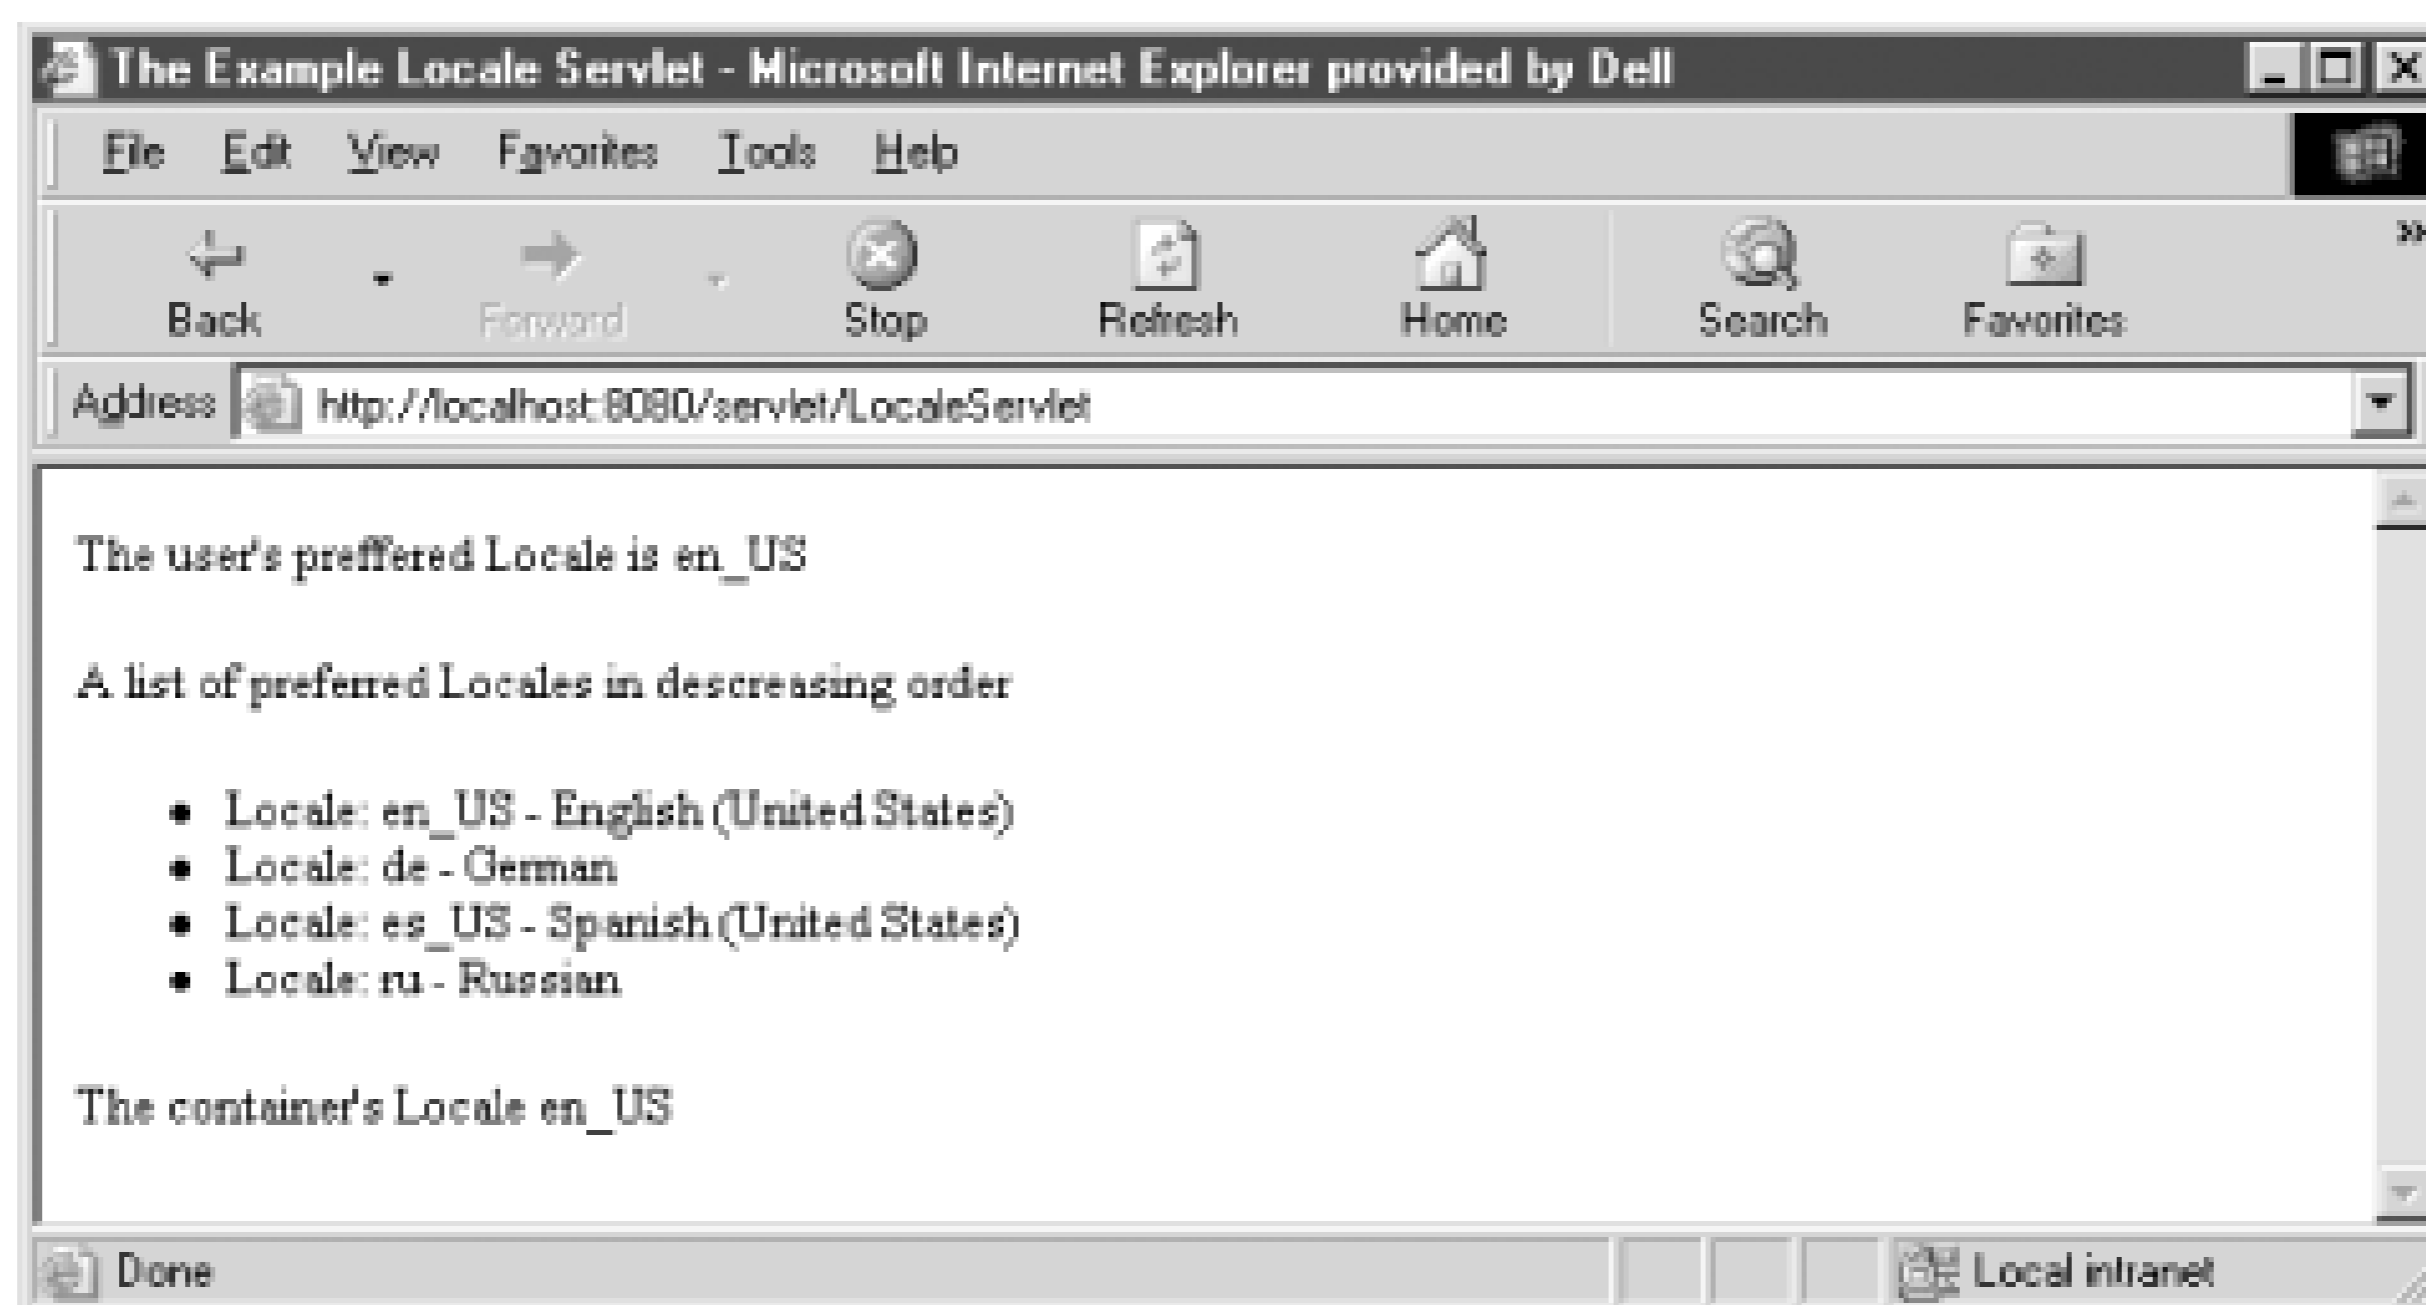 The Example Locale Servlet - Microsoft Internet Explorer provided by Dell
File Edit View Favorites Tools Help
Back Forward Stop Refresh Home Search Favorites »
Address http://localhost:8080/servlet/LocaleServlet
The user's preffered Locale is en_US
A list of preferred Locales in descreasing order
• Locale: en_US - English (United States)
• Locale: de - German
• Locale: es_US - Spanish (United States)
• Locale: ru - Russian
The container's Locale en_US
Done Local intranet